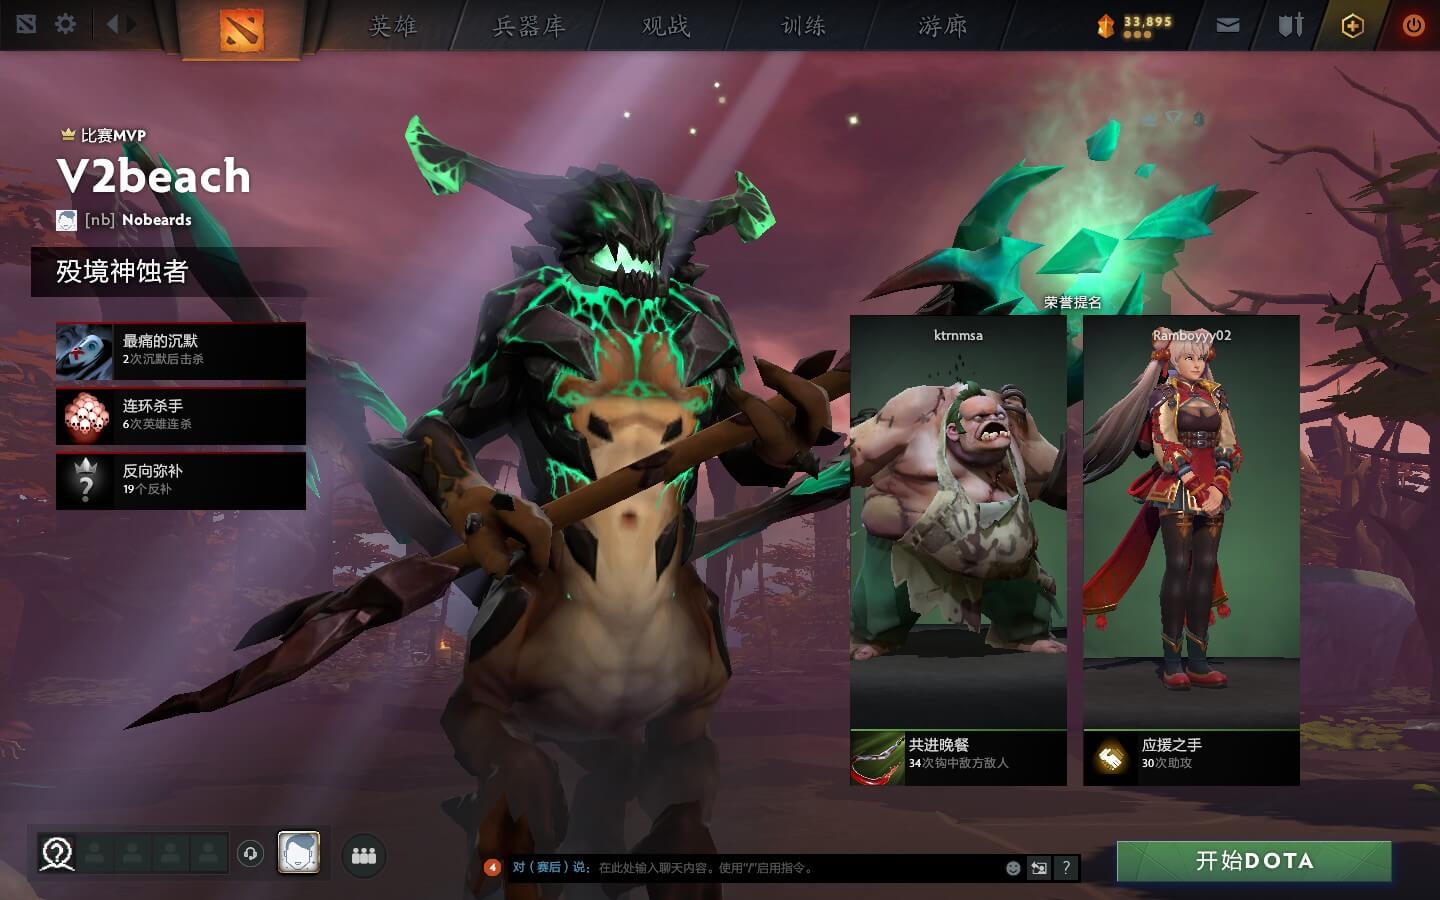 英雄
兵器库
观战
训练
游廊
33,895
比赛MVP
V2beach
[nb] Nobeards
殁境神蚀者
最痛的沉默
2次沉默后击杀
连环杀手
6次英雄连杀
反向弥补
19个反补
荣誉提名
ktrnmsa
Ramboyyy02
共进晚餐
34次钩中敌方敌人
应援之手
30次助攻
4
对（赛后）说： 在此处输入聊天内容。使用"/"启用指令。
?
开始DOTA